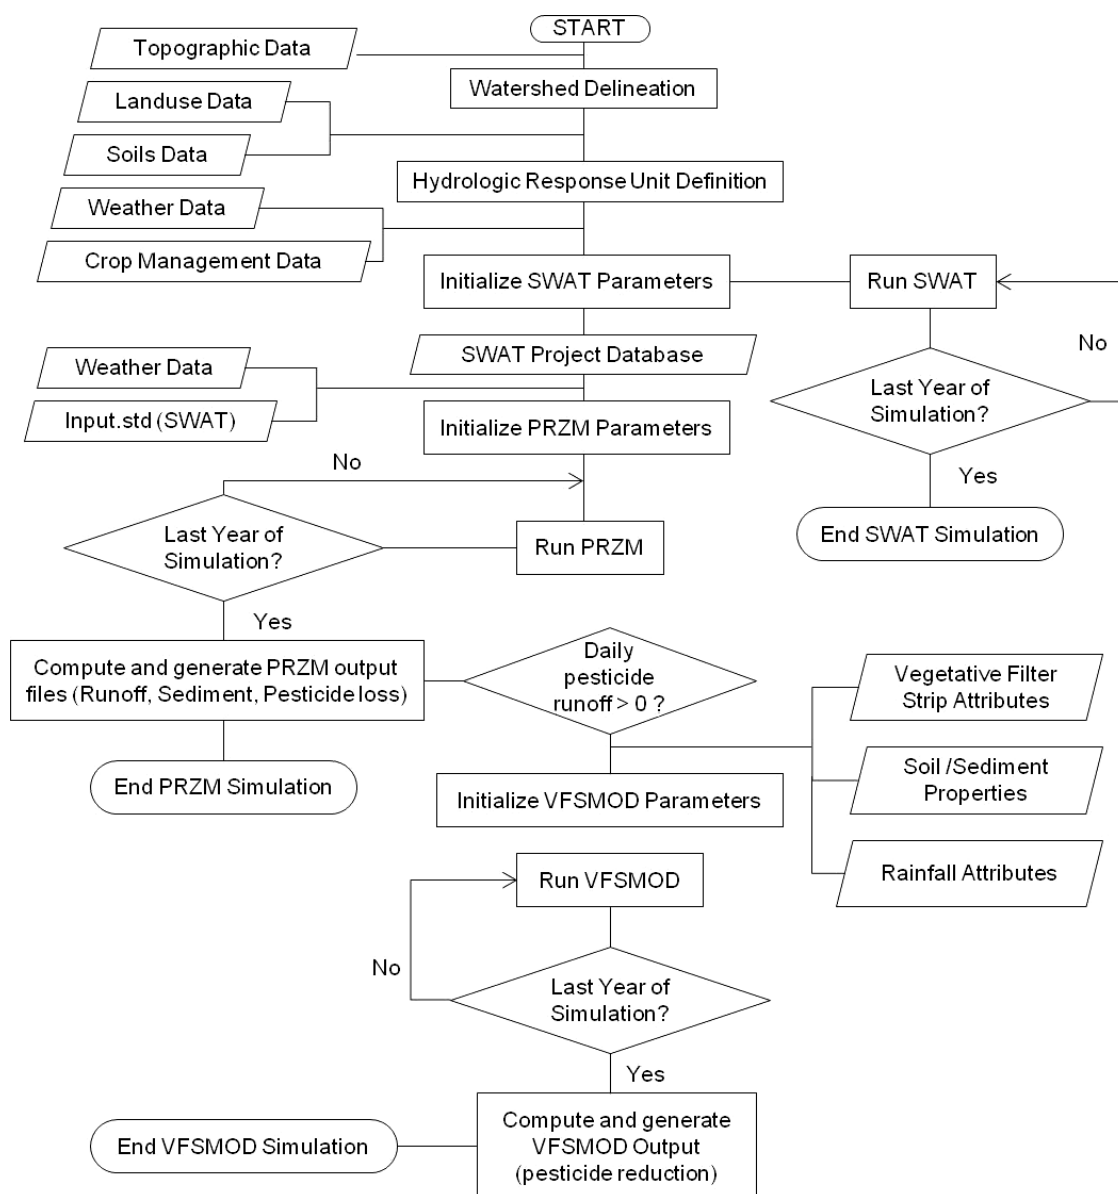 START
Topographic Data
Watershed Delineation
Landuse Data
Soils Data
Hydrologic Response Unit Definition
Weather Data
Crop Management Data
Initialize SWAT Parameters
Run SWAT
SWAT Project Database
No
Last Year of
Simulation?
Weather Data
Input.std (SWAT)
Initialize PRZM Parameters
Yes
End SWAT Simulation
No
Last Year of
Simulation?
Run PRZM
Yes
Compute and generate PRZM output
files (Runoff, Sediment, Pesticide loss)
Daily
pesticide
runoff > 0 ?
Vegetative Filter
Strip Attributes
End PRZM Simulation
Initialize VFSMOD Parameters
Soil /Sediment
Properties
Rainfall Attributes
Run VFSMOD
No
Last Year of
Simulation?
Yes
Compute and generate
VFSMOD Output
(pesticide reduction)
End VFSMOD Simulation